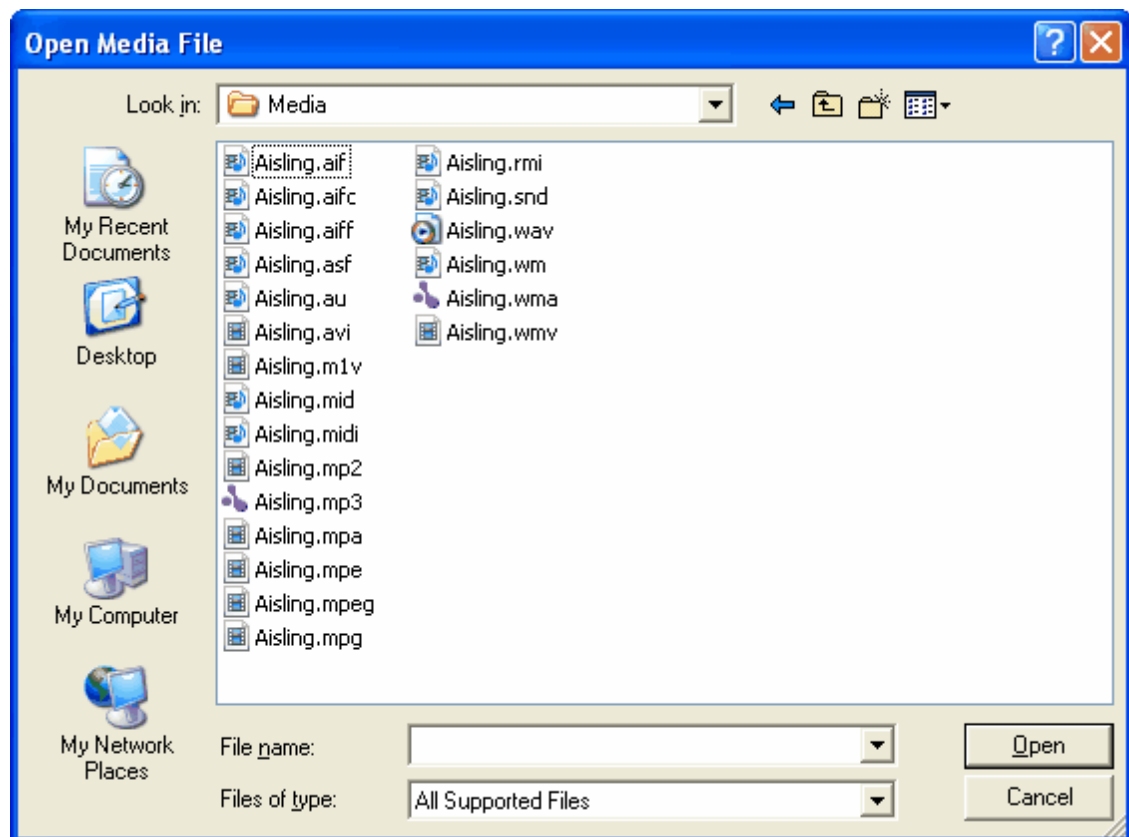 Open Media File
Look in: Media
My Recent
Documents
Desktop
My Documents
My Computer
My Network
Places
Aisling.aif
Aisling.aifc
Aisling.aiff
Aisling.asf
Aisling.au
Aisling.avi
Aisling.m1v
Aisling.mid
Aisling.midi
Aisling.mp2
Aisling.mp3
Aisling.mpa
Aisling.mpe
Aisling.mpeg
Aisling.mpg
Aisling.rmi
Aisling.snd
Aisling.wav
Aisling.wm
Aisling.wma
Aisling.wmv
File name:
Open
Files of type: All Supported Files
Cancel